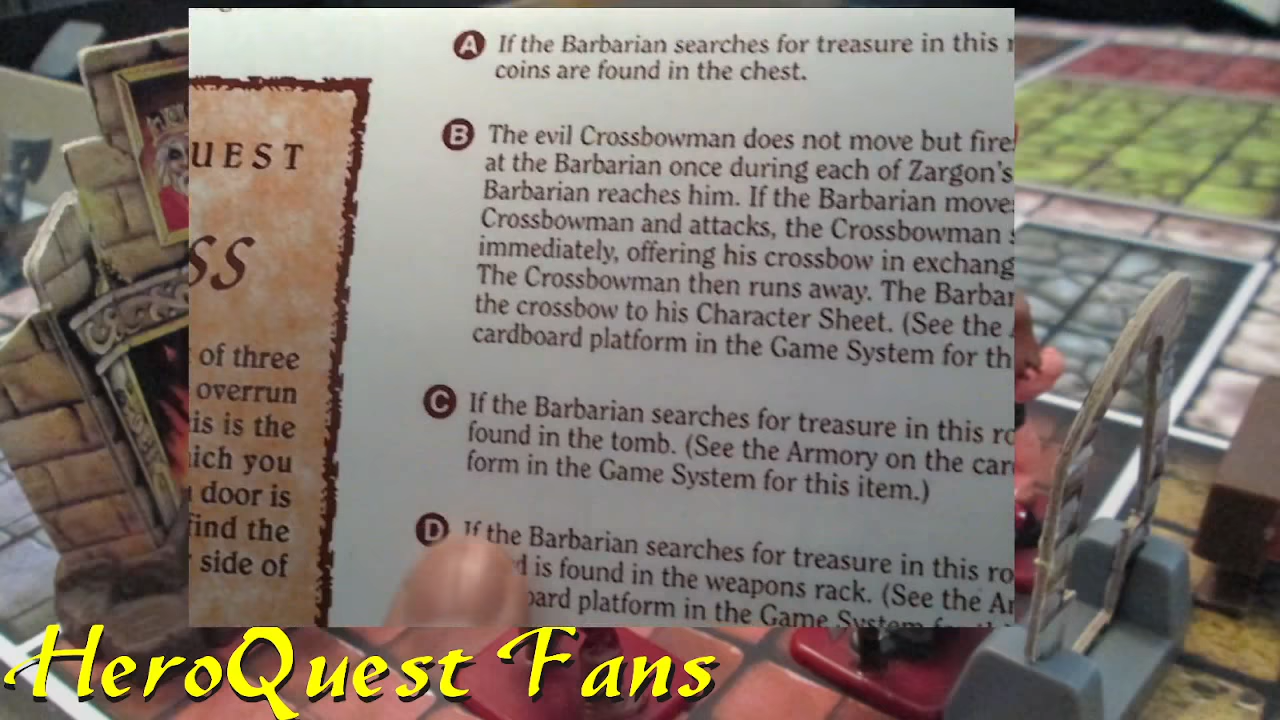 UEST
ss
of three
overrun
is is the
ich you
door is
find the
side of
A If the Barbarian searches for treasure in this
coins are found in the chest.
B The evil Crossbowman does not move but fire
at the Barbarian once during each of Zargon's
Barbarian reaches him. If the Barbarian move
Crossbowman and attacks, the Crossbowman
immediately, offering his crossbow in exchang
The Crossbowman then runs away. The Barbar
the crossbow to his Character Sheet. (See the
cardboard platform in the Game System for th
C If the Barbarian searches for treasure in this ro
found in the tomb. (See the Armory on the car
form in the Game System for this item.)
D If the Barbarian searches for treasure in this ro
d is found in the weapons rack. (See the Ar
oard platform in the Game System
HeroQuest Fans